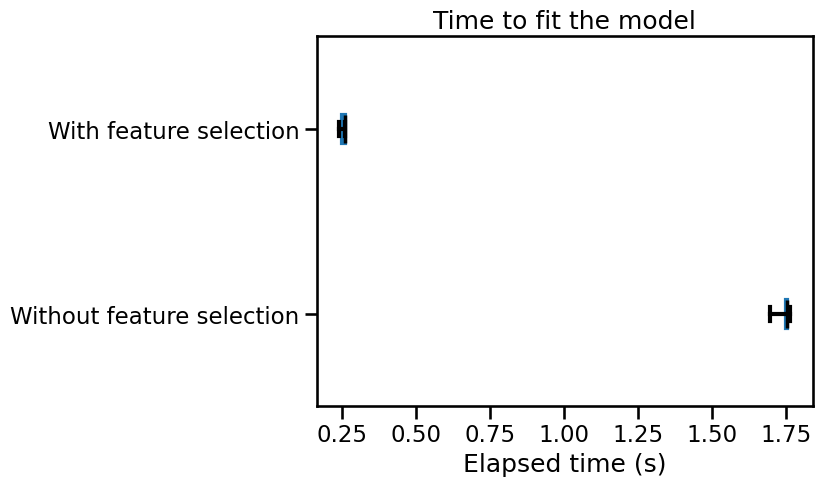 Time to fit the model
With feature selection
Without feature selection
0.25 0.50 0.75 1.00 1.25 1.50 1.75
Elapsed time (s)